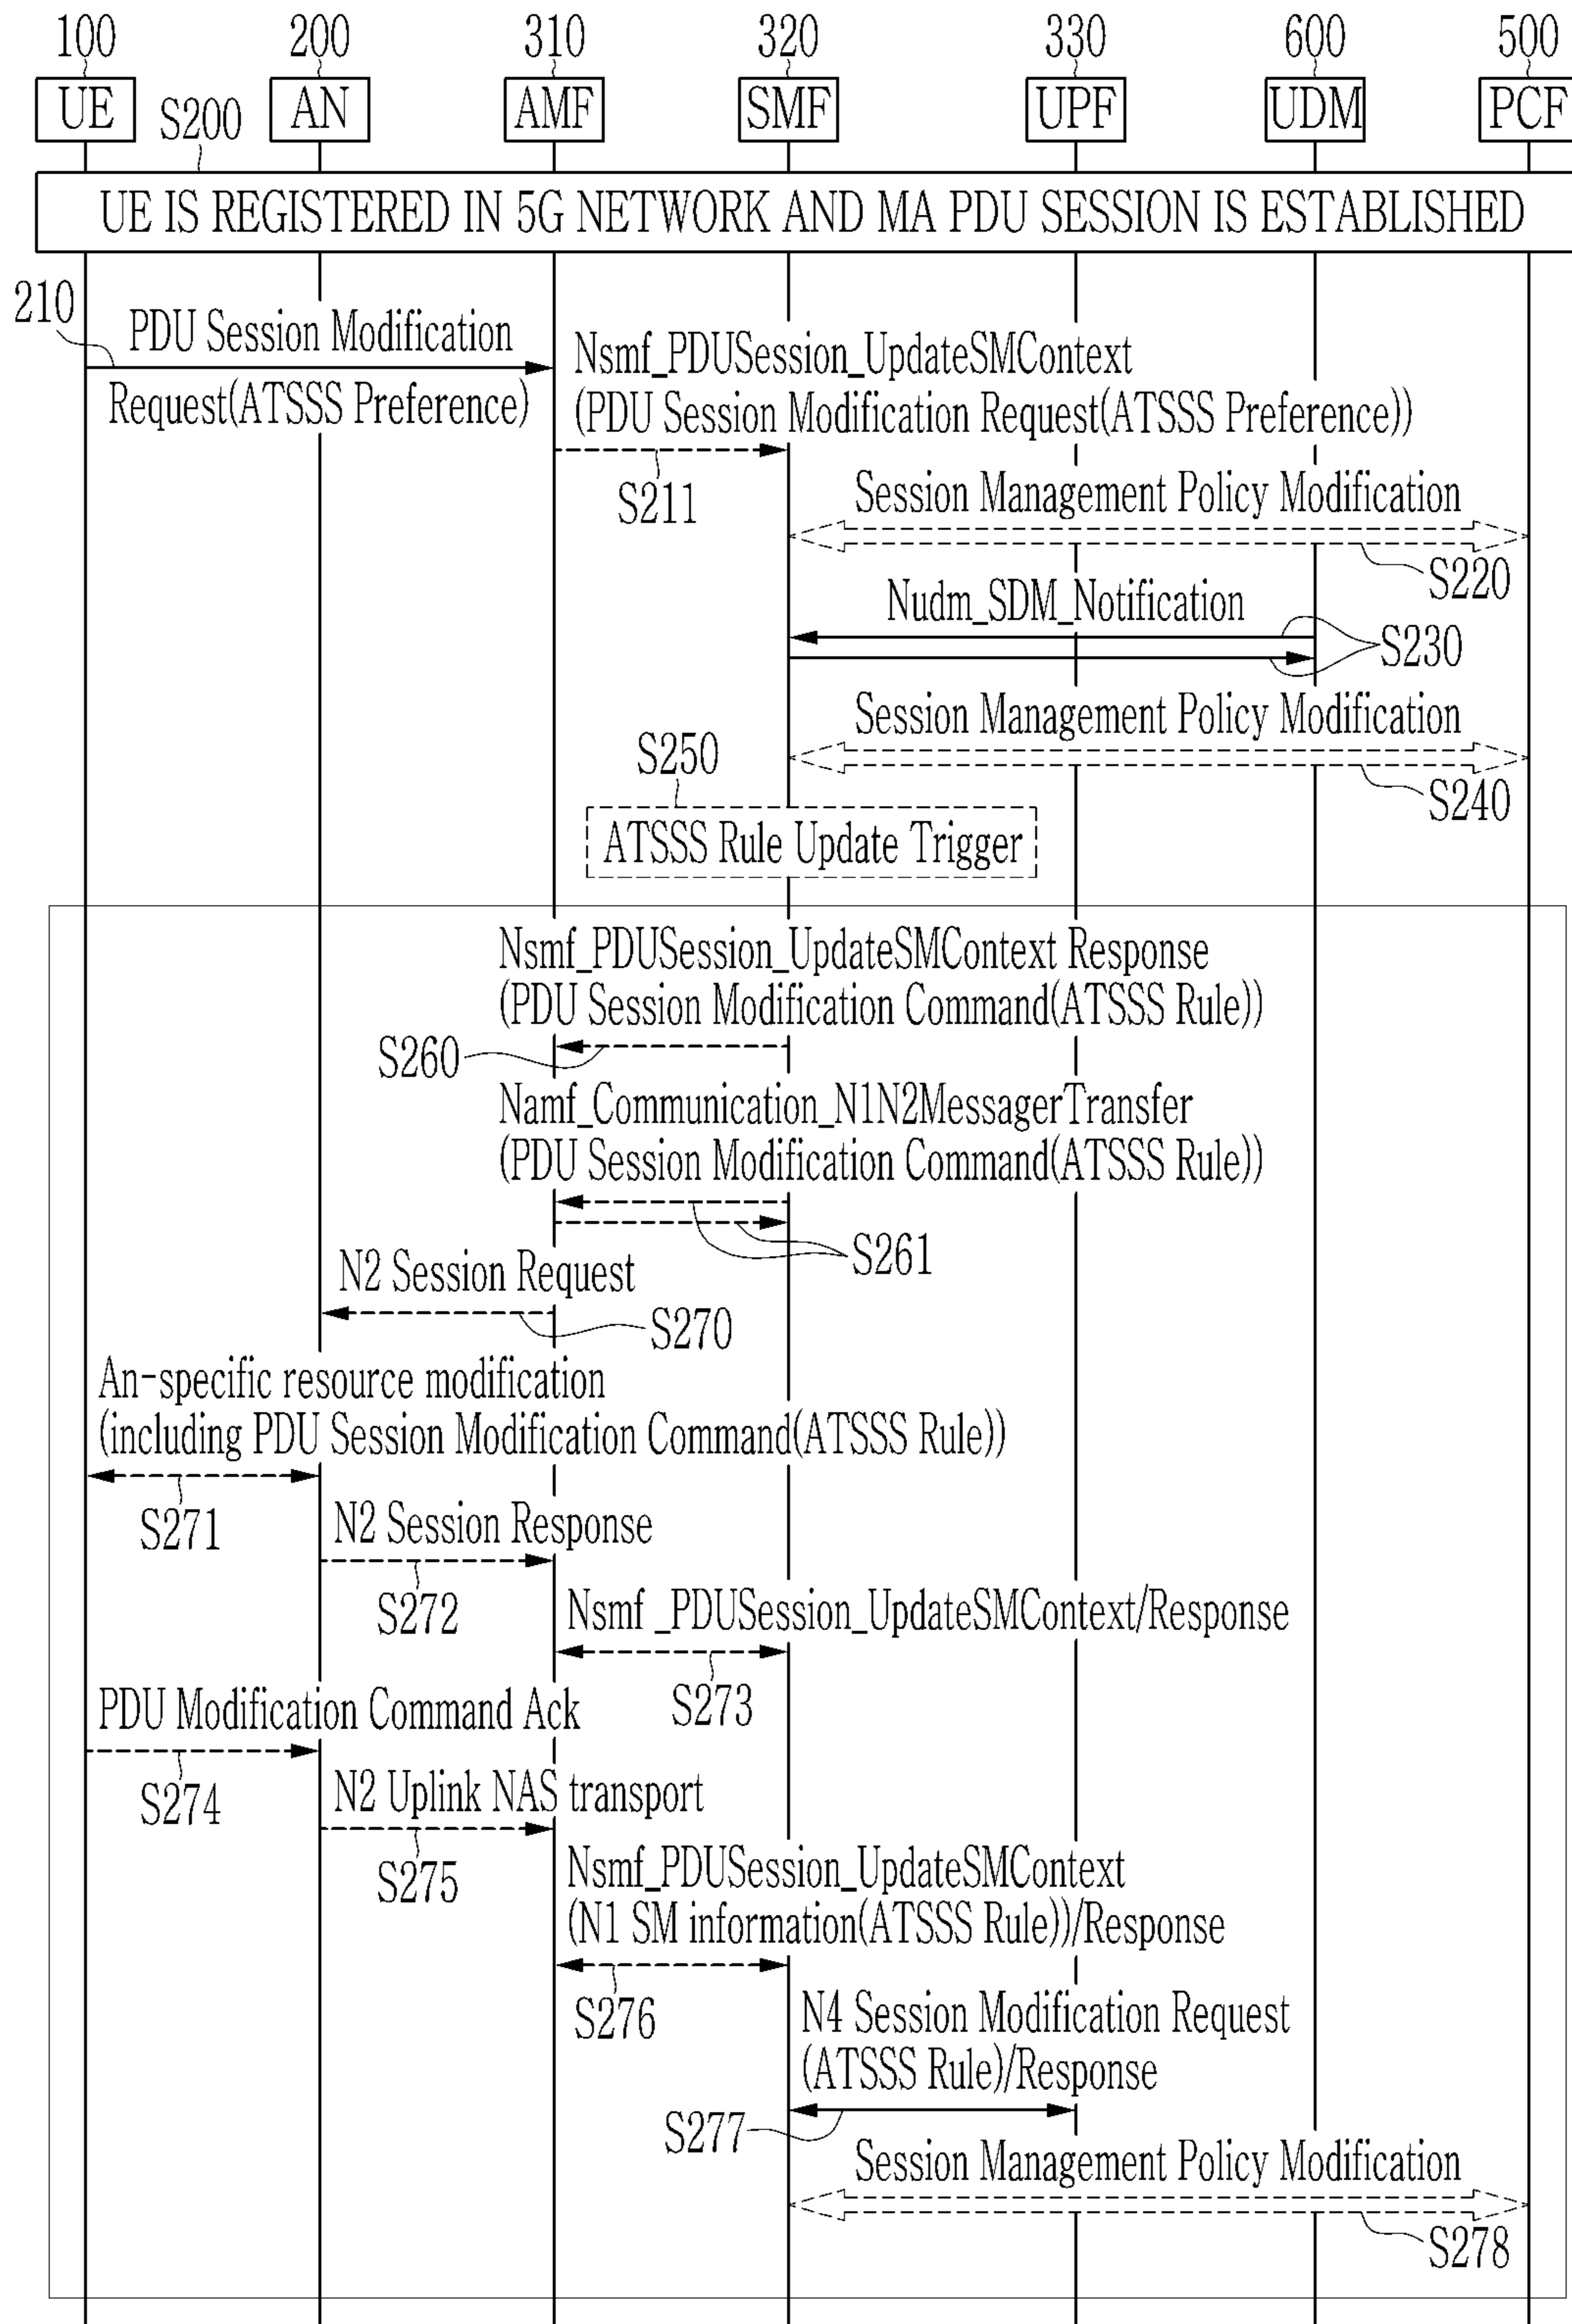 100 200 310 320 330 600 500
UE AN AMF SMF UPF UDM PCF
S200
UE IS REGISTERED IN 5G NETWORK AND MA PDU SESSION IS ESTABLISHED
210
PDU Session Modification
Request(ATSSS Preference)
Nsmf_PDUSession_UpdateSMContext
(PDU Session Modification Request(ATSSS Preference))
S211
Session Management Policy Modification
S220
Nudm_SDM_Notification
S230
Session Management Policy Modification
S240
S250
ATSSS Rule Update Trigger
Nsmf_PDUSession_UpdateSMContext Response
(PDU Session Modification Command(ATSSS Rule))
S260
Namf_Communication_N1N2MessagerTransfer
(PDU Session Modification Command(ATSSS Rule))
S261
N2 Session Request
S270
An-specific resource modification
(including PDU Session Modification Command(ATSSS Rule))
S271
N2 Session Response
S272
Nsmf _PDUSession_UpdateSMContext/Response
S273
PDU Modification Command Ack
S274
N2 Uplink NAS transport
S275
Nsmf_PDUSession_UpdateSMContext
(N1 SM information(ATSSS Rule))/Response
S276
N4 Session Modification Request
(ATSSS Rule)/Response
S277
Session Management Policy Modification
S278